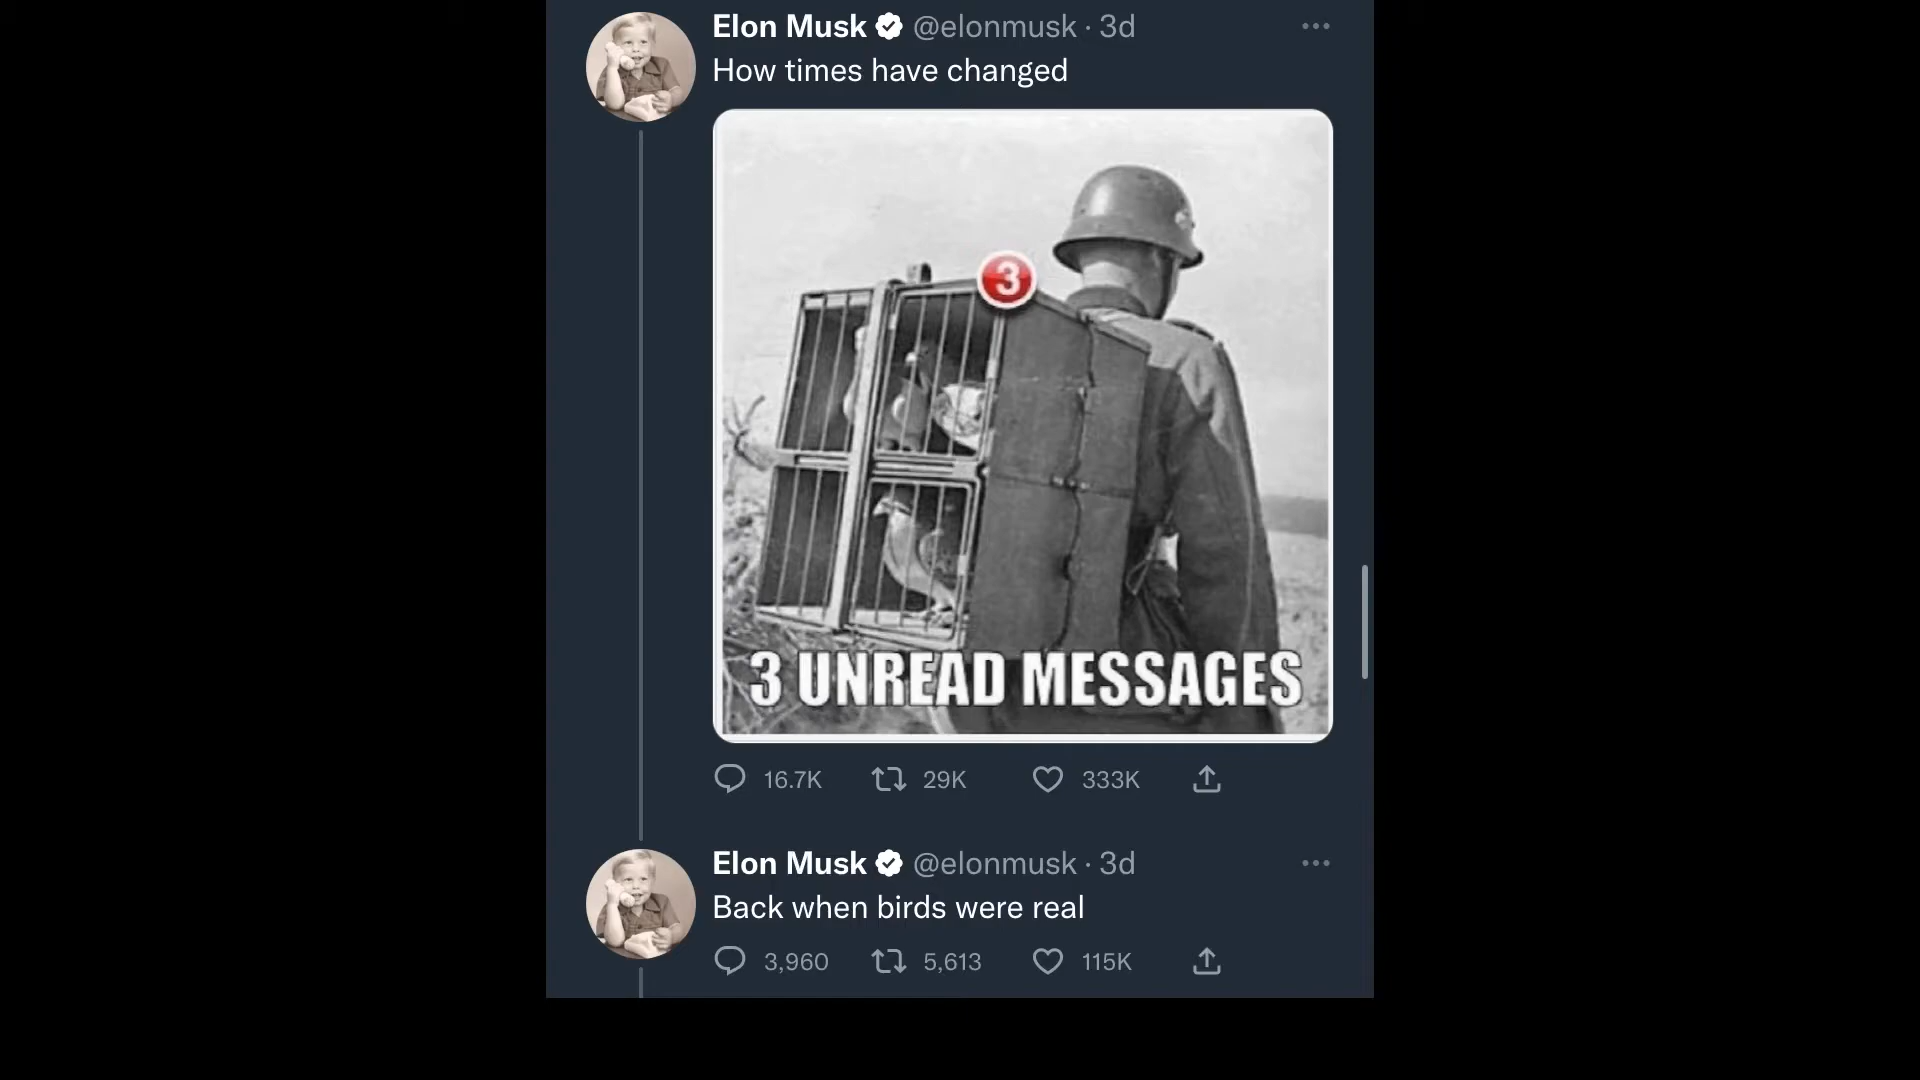 Elon Musk @elonmusk · 3d
How times have changed
3
3 UNREAD MESSAGES
16.7K 29K 333K
Elon Musk @elonmusk · 3d
Back when birds were real
3,960 5,613 115K